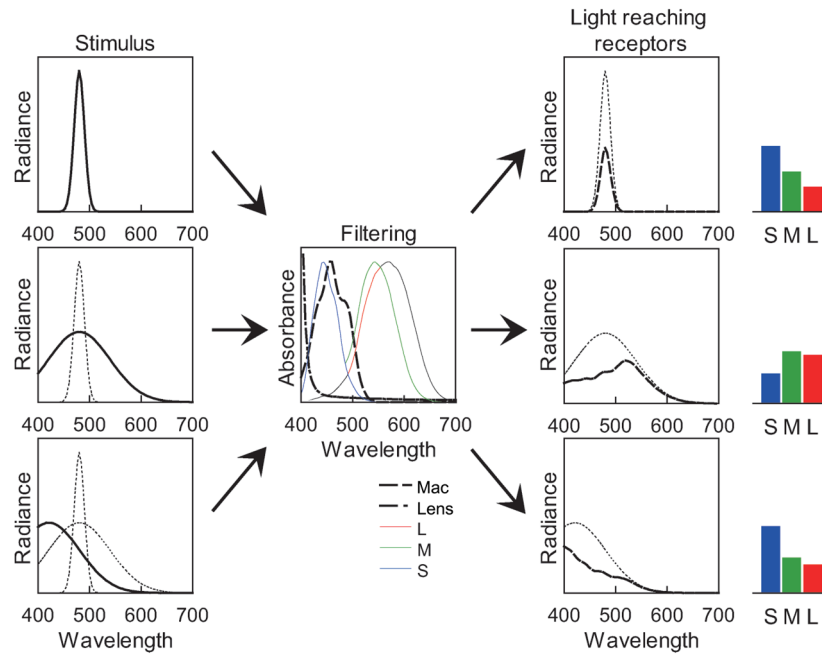 Stimulus
Radiance
400 500 600 700
Radiance
400 500 600 700
Radiance
400 500 600 700
Wavelength
Filtering
Absorbance
400 500 600 700
Wavelength
Mac
Lens
L
M
S
Light reaching
receptors
Radiance
400 500 600 700
S M L
Radiance
400 500 600 700
S M L
Radiance
400 500 600 700
Wavelength
S M L